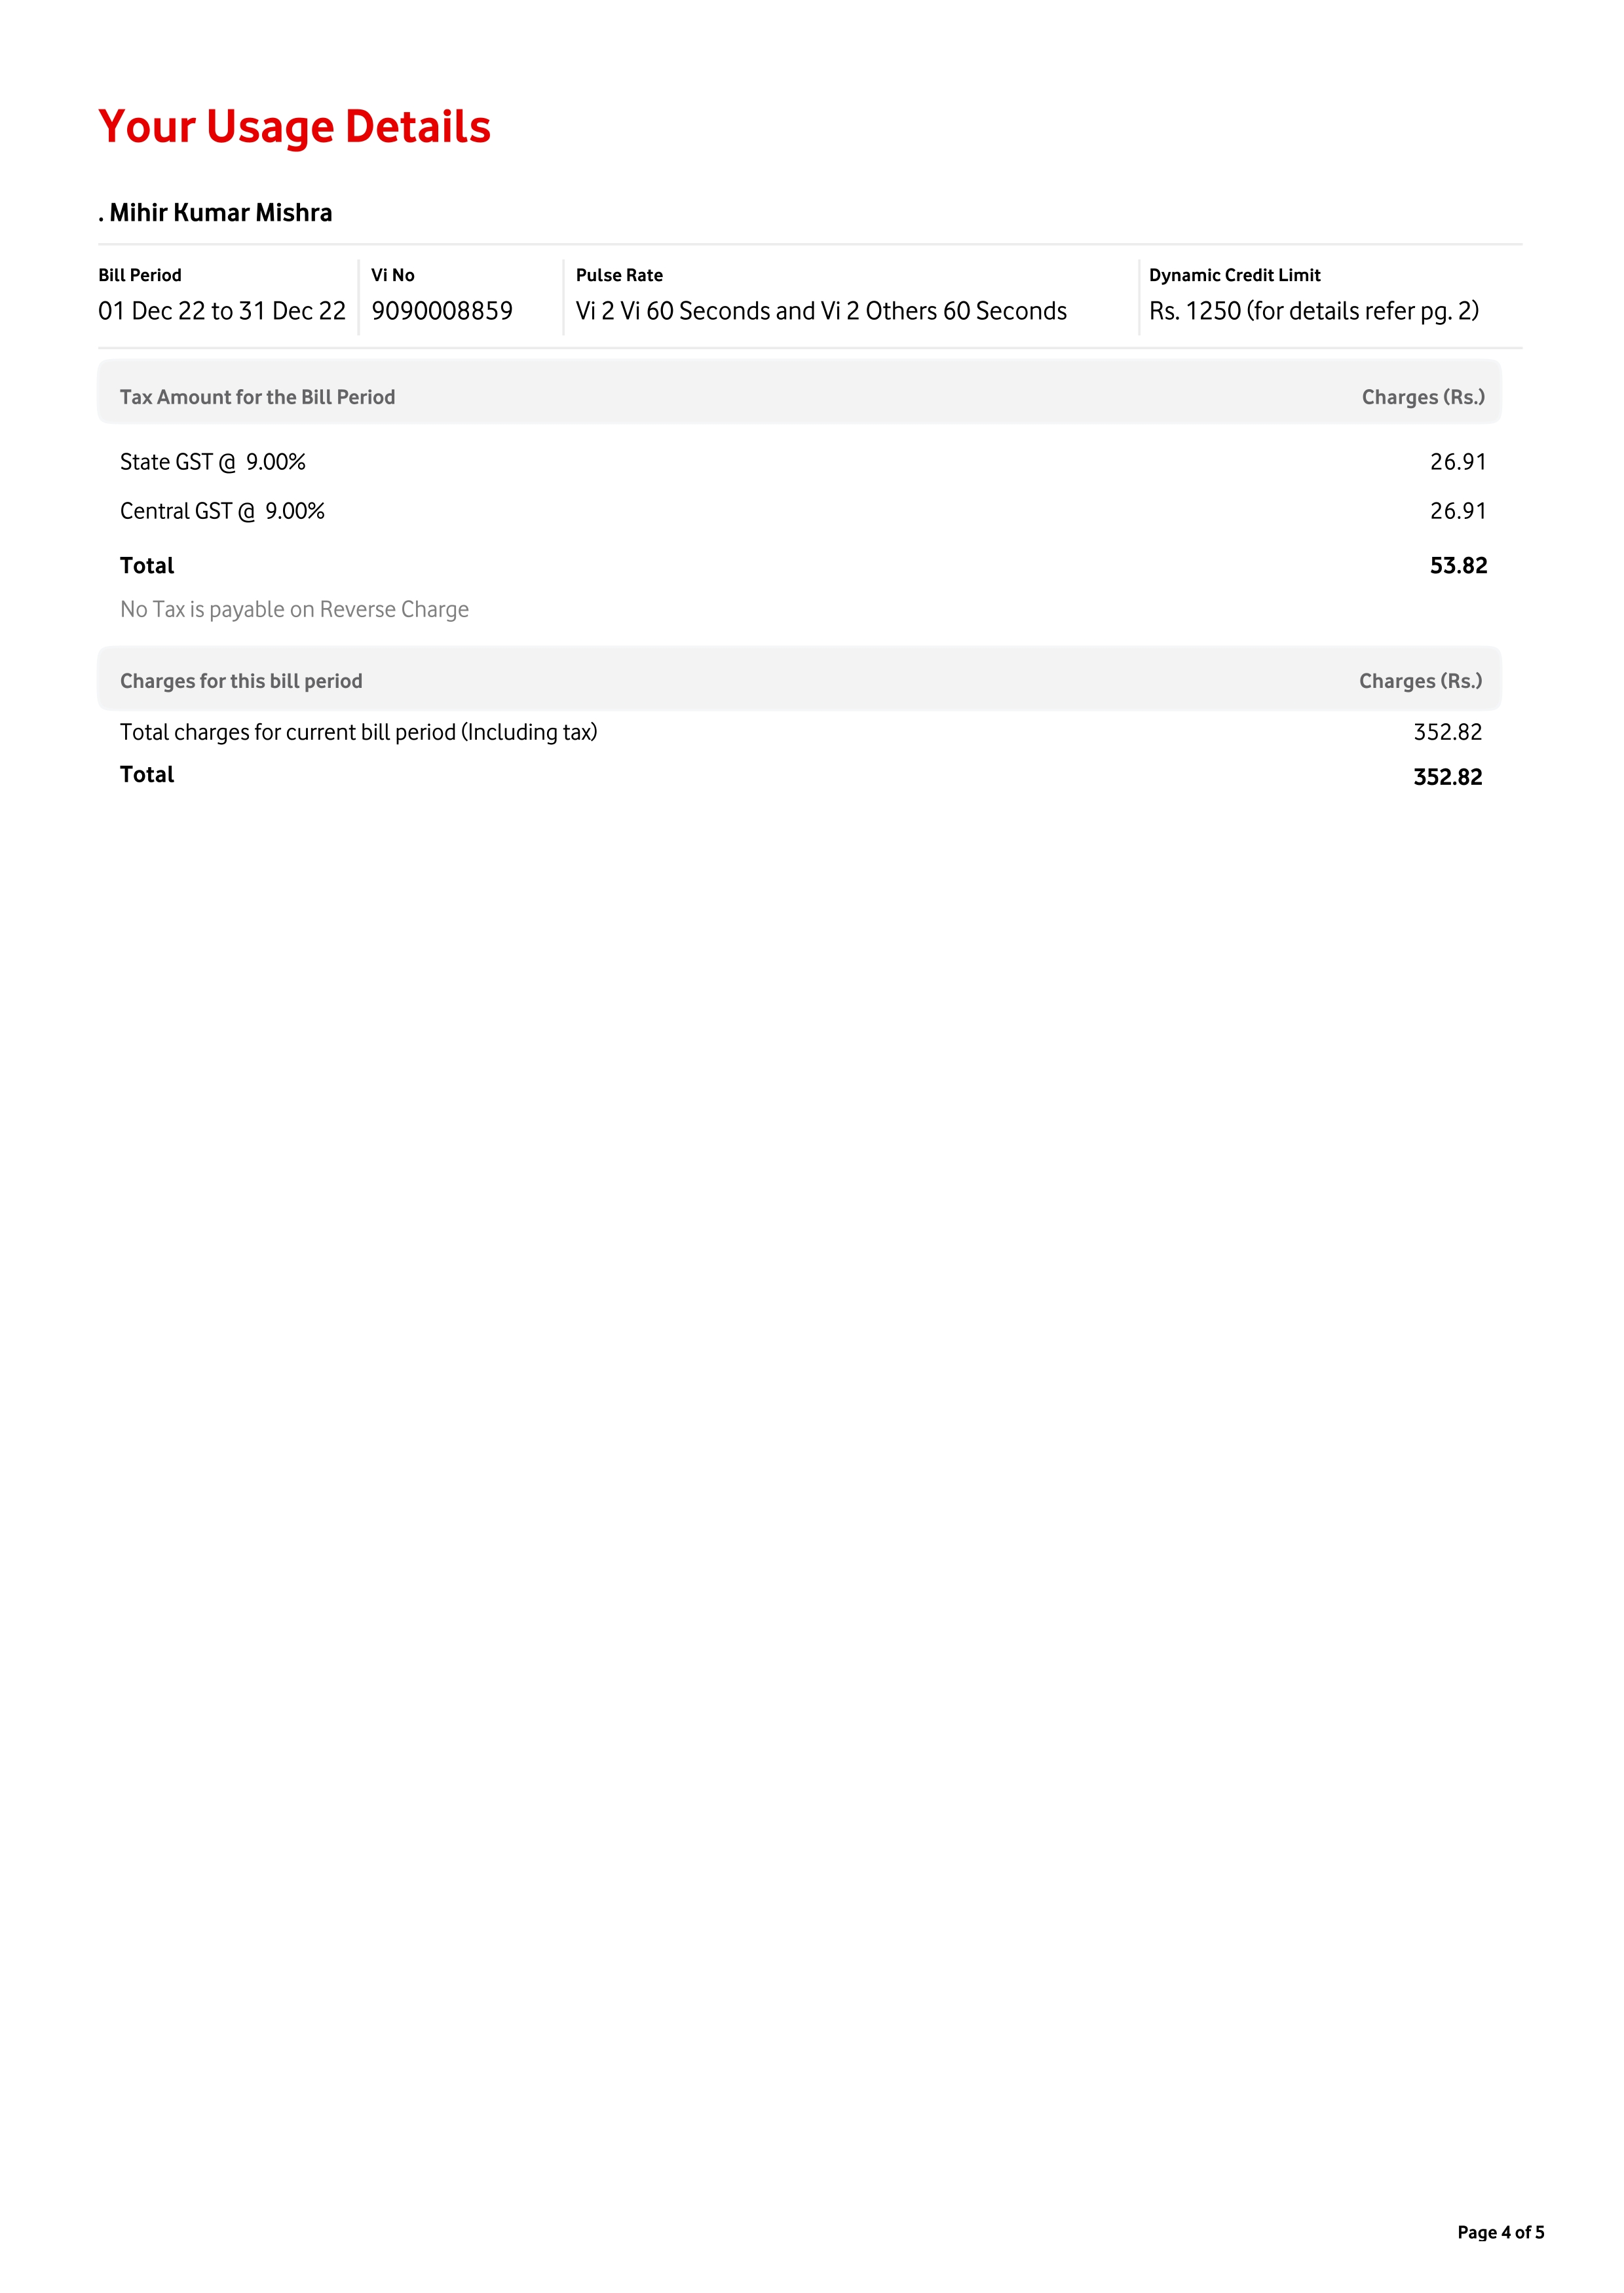 Your Usage Details
. Mihir Kumar Mishra
Bill Period Vi No Pulse Rate Dynamic Credit Limit
01 Dec 22 to 31 Dec 22 9090008859 Vi 2 Vi 60 Seconds and Vi 2 Others 60 Seconds Rs. 1250 (for details refer pg. 2)
Tax Amount for the Bill Period Charges (Rs.)
State GST @ 9.00% 26.91
Central GST @ 9.00% 26.91
Total 53.82
No Tax is payable on Reverse Charge
Charges for this bill period Charges (Rs.)
Total charges for current bill period (Including tax) 352.82
Total 352.82
Page 4 of 5